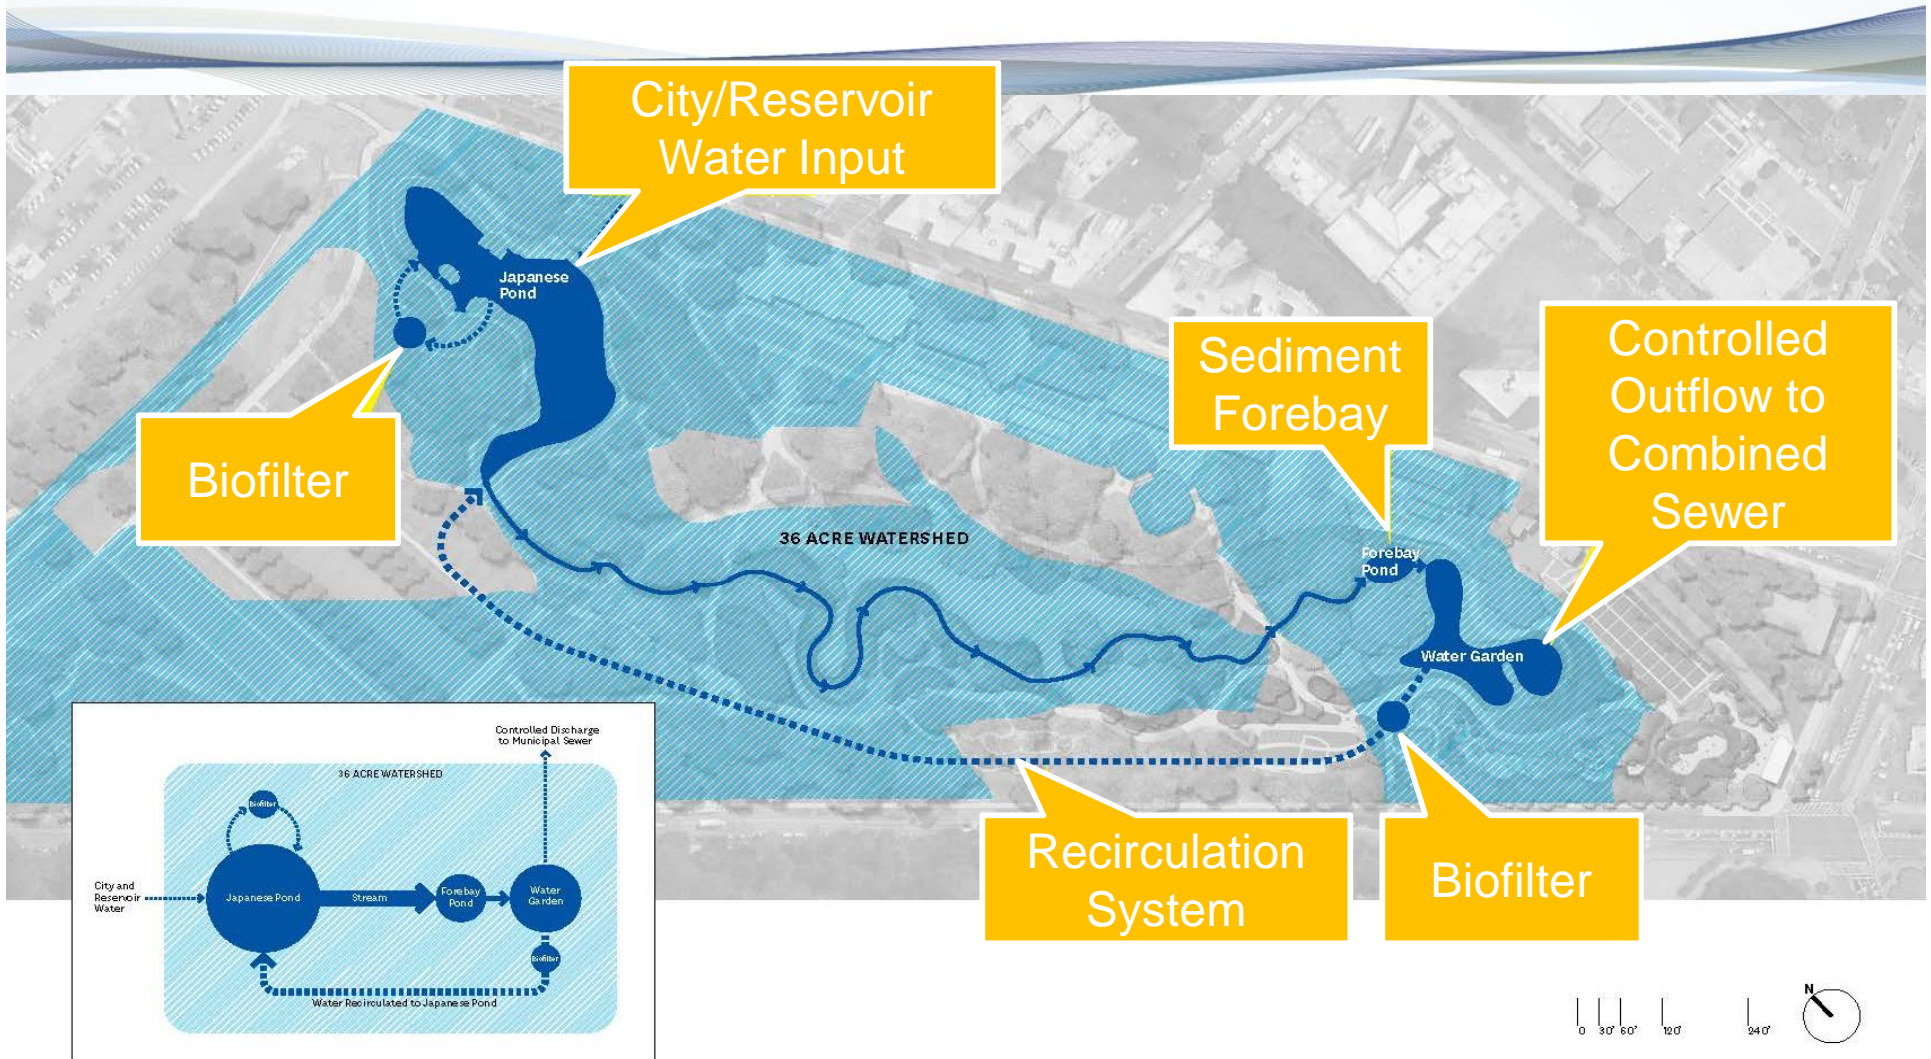 City/Reservoir
Water Input
Japanese
Pond
Biofilter
Sediment
Forebay
Controlled
Outflow to
Combined
Sewer
36 ACRE WATERSHED
Forebay
Pond
Water Garden
Recirculation
System
Biofilter
Controlled Discharge
to Municipal Sewer
36 ACRE WATERSHED
Biofilter
City and
Reservoir
Water
Japanese Pond
Stream
Forebay
Pond
Water
Garden
Biofilter
Water Recirculated to Japanese Pond
N
0 30' 60' 120' 240'